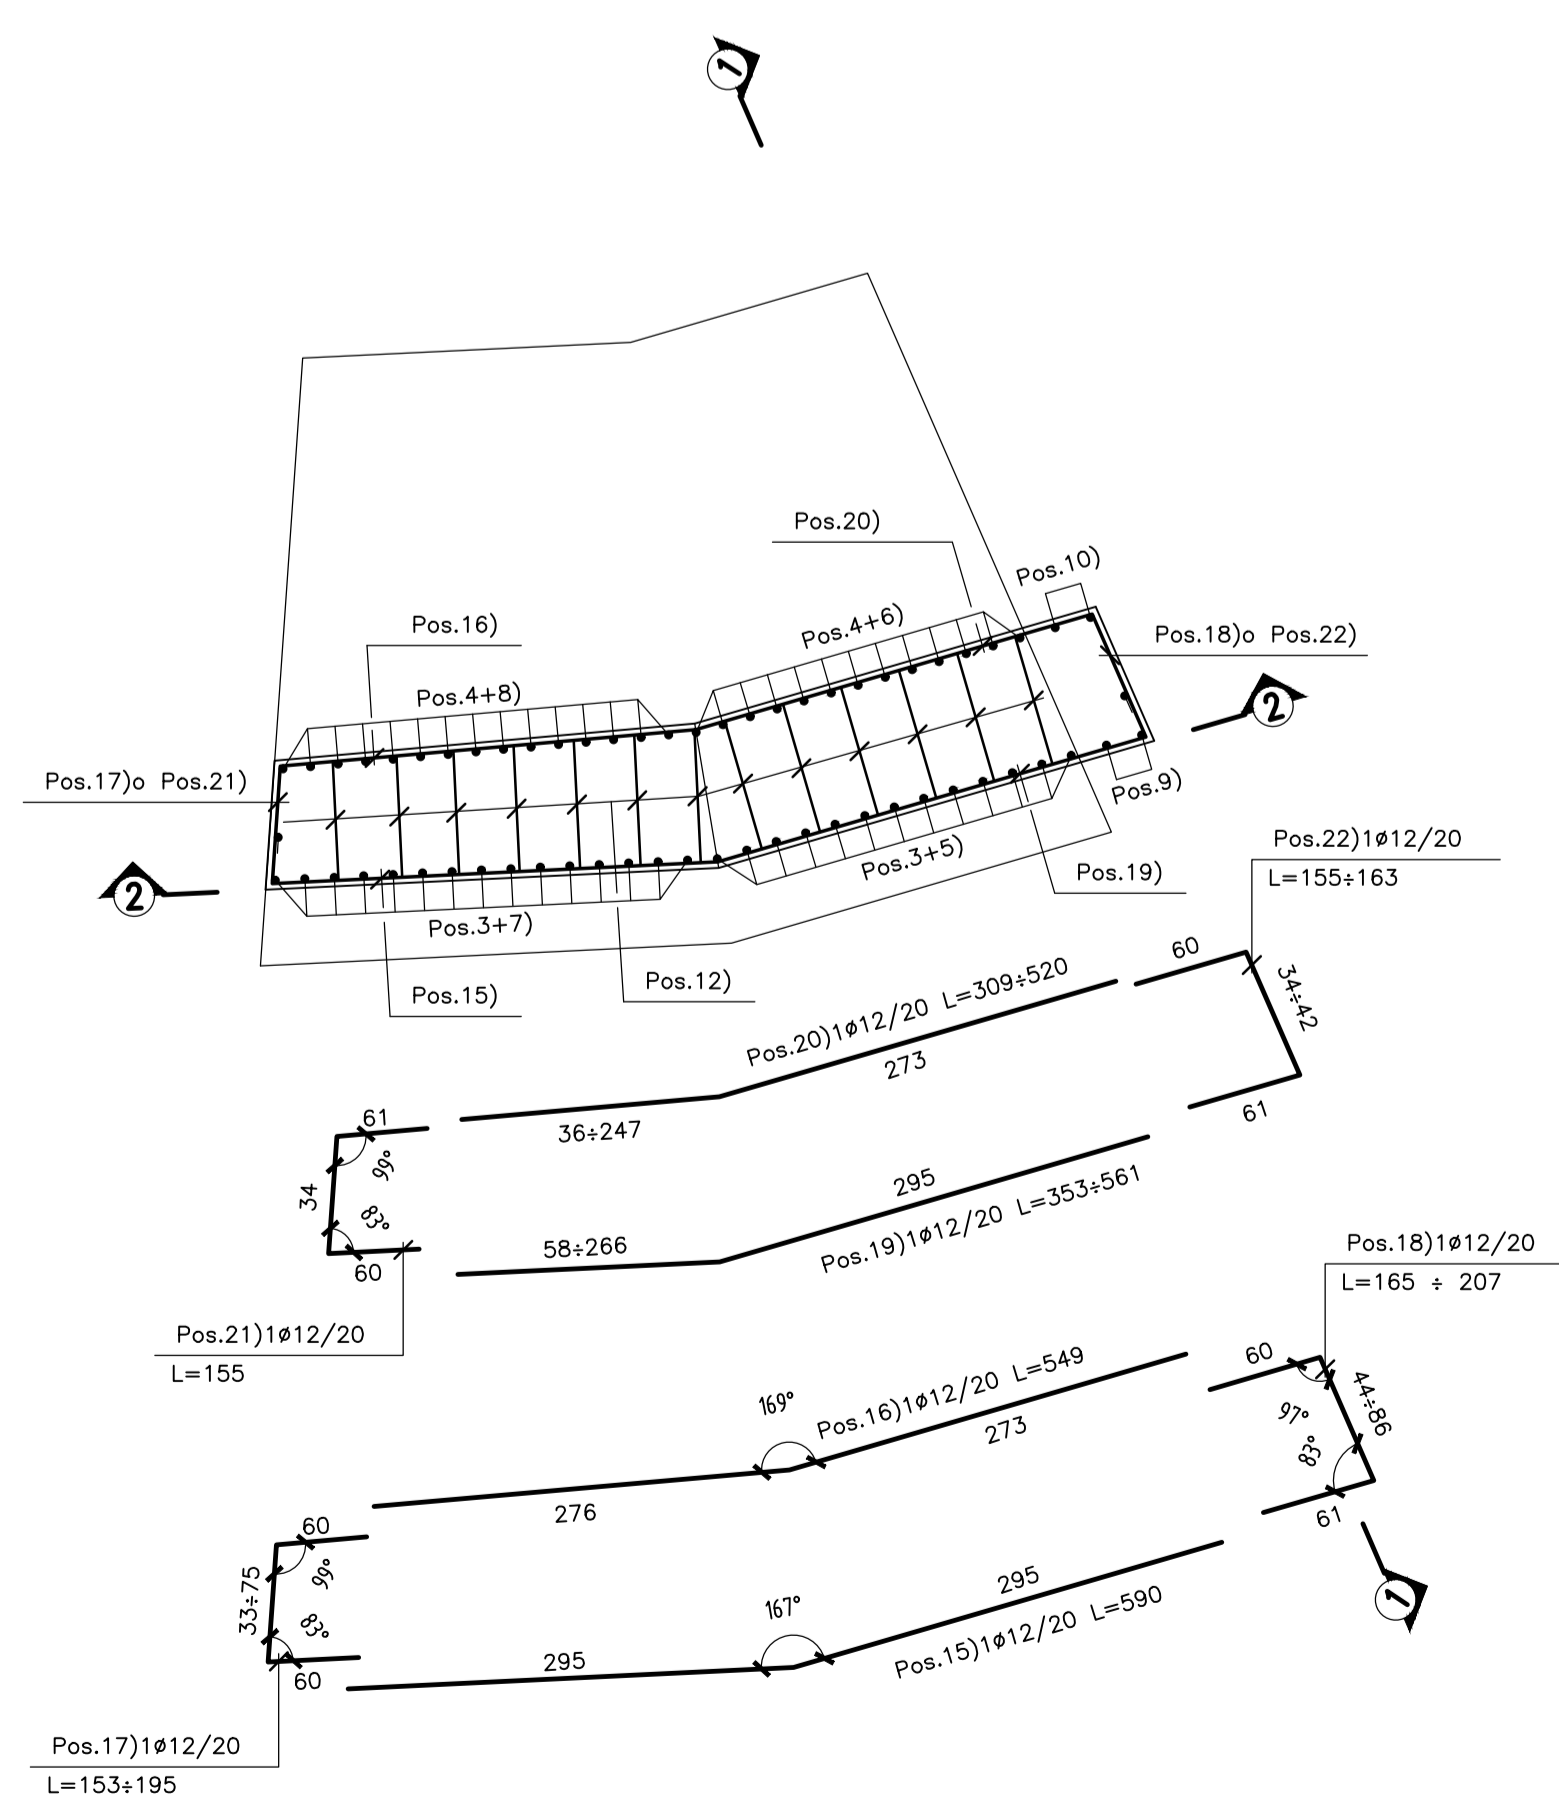 1
Pos.20)
Pos.10)
Pos.16)
Pos.4+6)
Pos.18)o Pos.22)
Pos.4+8)
2
Pos.17)o Pos.21)
Pos.9)
Pos.22)1ø12/20
L=155÷163
Pos.3+5)
Pos.19)
2
Pos.3+7)
Pos.12)
Pos.15)
60
34÷42
Pos.20)1ø12/20 L=309÷520
273
61
61
36÷247
99°
34
83°
295
Pos.19)1ø12/20 L=353÷561
58÷266
60
Pos.18)1ø12/20
L=165 ÷ 207
Pos.21)1ø12/20
L=155
60
44÷86
Pos.16)1ø12/20 L=549
169°
273
97°
83°
276
60
61
99°
33÷75
83°
295
167°
1
Pos.15)1ø12/20 L=590
295
60
Pos.17)1ø12/20
L=153÷195